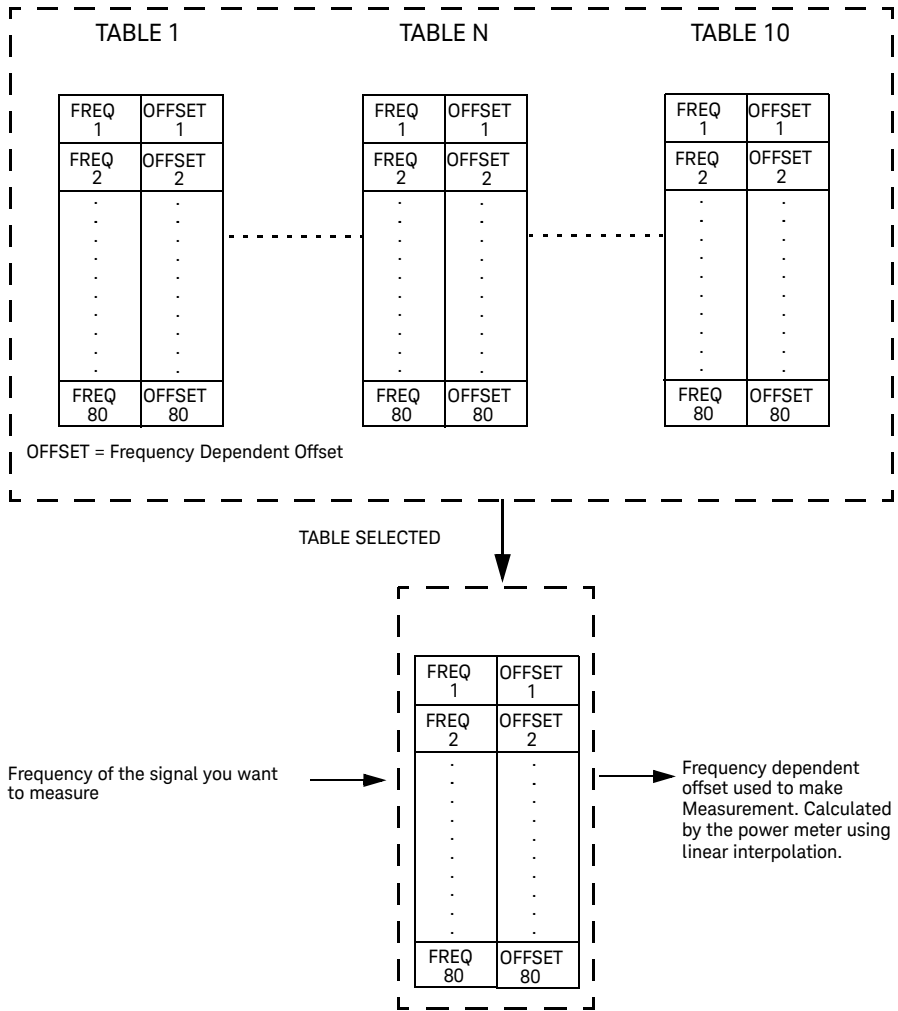 TABLE 1
TABLE N
TABLE 10
FREQ 1
OFFSET 1
FREQ 2
OFFSET 2
FREQ 80
OFFSET 80
FREQ 1
OFFSET 1
FREQ 2
OFFSET 2
FREQ 80
OFFSET 80
FREQ 1
OFFSET 1
FREQ 2
OFFSET 2
FREQ 80
OFFSET 80
OFFSET = Frequency Dependent Offset
TABLE SELECTED
FREQ 1
OFFSET 1
FREQ 2
OFFSET 2
FREQ 80
OFFSET 80
Frequency of the signal you want
to measure
Frequency dependent
offset used to make
Measurement. Calculated
by the power meter using
linear interpolation.